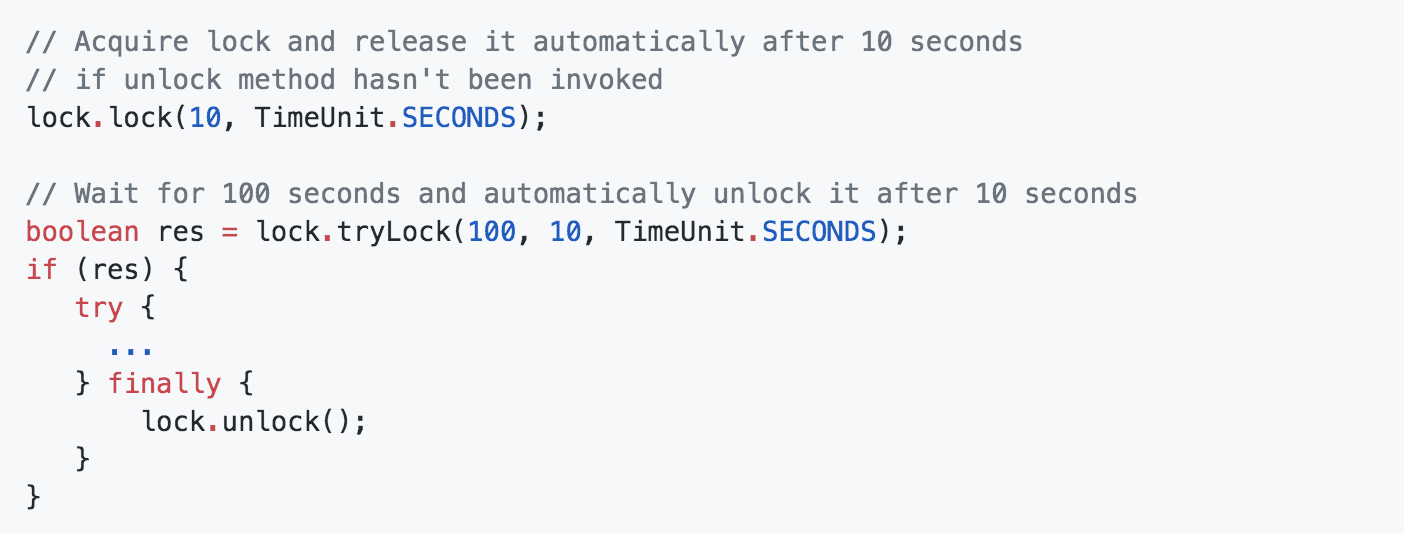 // Acquire lock and release it automatically after 10 seconds
// if unlock method hasn't been invoked
lock.lock(10, TimeUnit.SECONDS);

// Wait for 100 seconds and automatically unlock it after 10 seconds
boolean res = lock.tryLock(100, 10, TimeUnit.SECONDS);
if (res) {
   try {
     ...
   } finally {
       lock.unlock();
   }
}